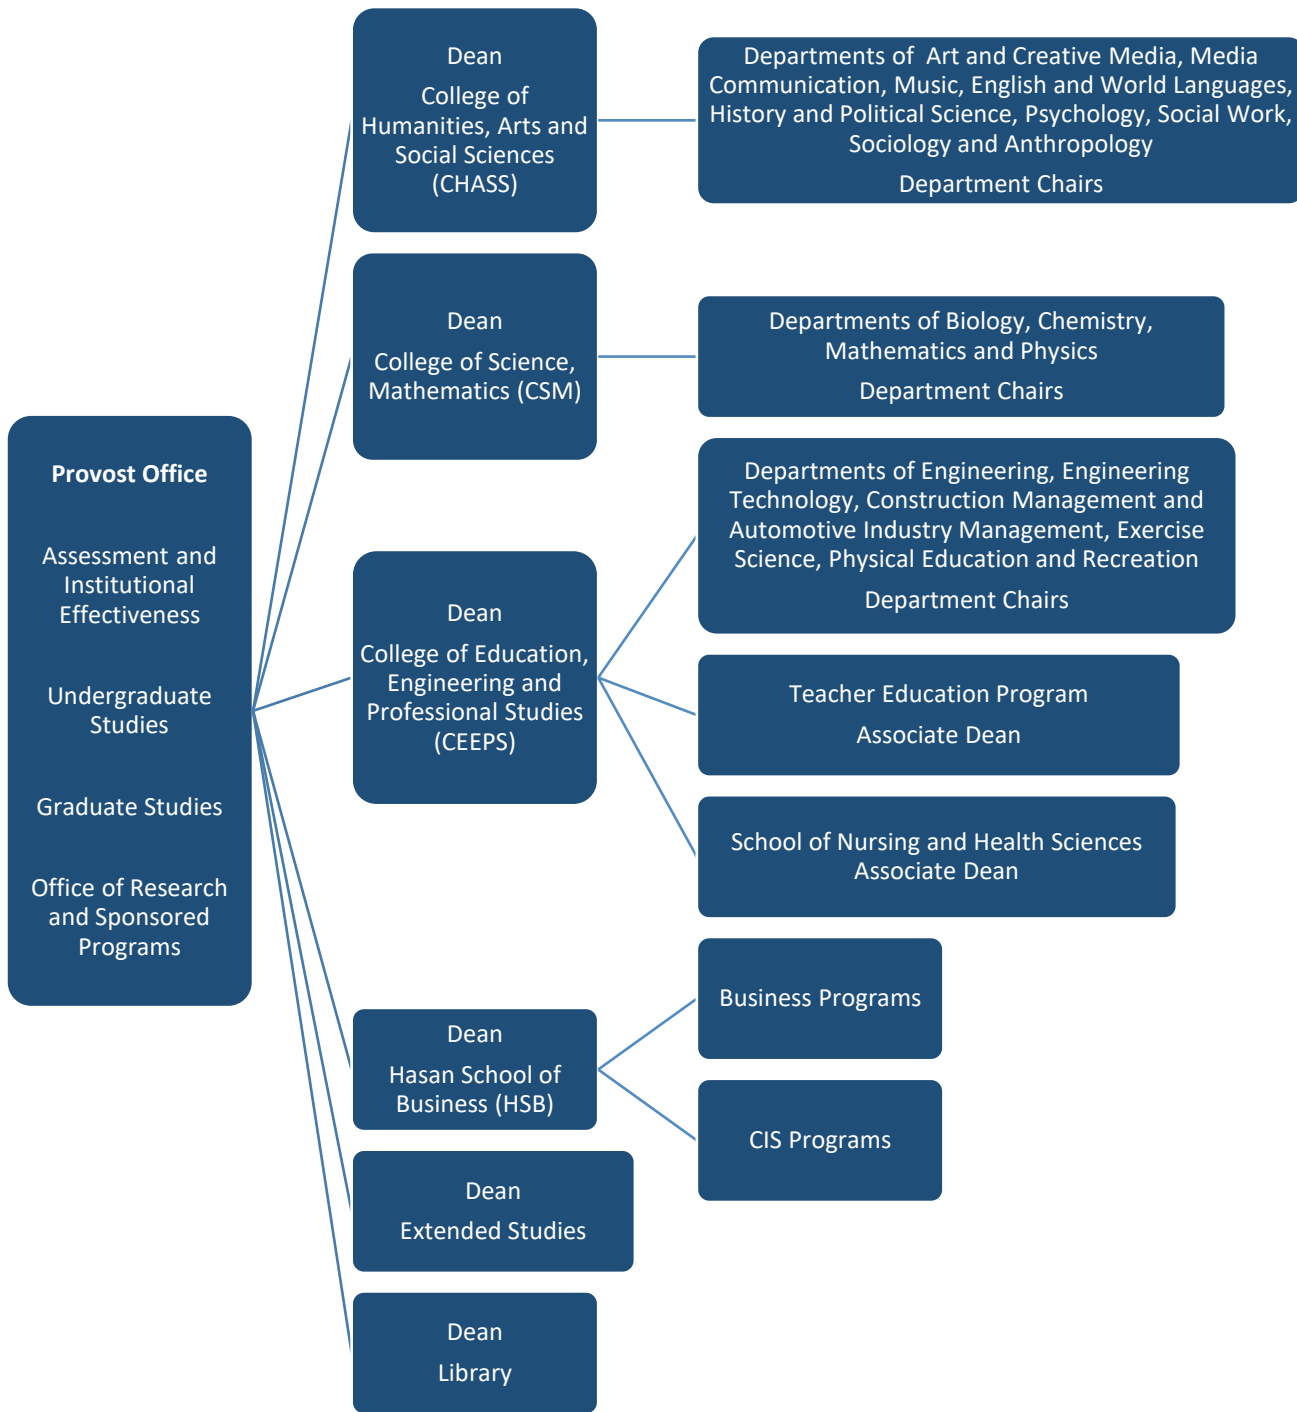 Provost Office
Assessment and
Institutional
Effectiveness
Undergraduate
Studies
Graduate Studies
Office of Research
and Sponsored
Programs
Dean
College of
Humanities, Arts and
Social Sciences
(CHASS)
Departments of Art and Creative Media, Media
Communication, Music, English and World Languages,
History and Political Science, Psychology, Social Work,
Sociology and Anthropology
Department Chairs
Dean
College of Science,
Mathematics (CSM)
Departments of Biology, Chemistry,
Mathematics and Physics
Department Chairs
Dean
College of Education,
Engineering and
Professional Studies
(CEEPS)
Departments of Engineering, Engineering
Technology, Construction Management and
Automotive Industry Management, Exercise
Science, Physical Education and Recreation
Department Chairs
Teacher Education Program
Associate Dean
School of Nursing and Health Sciences
Associate Dean
Dean
Hasan School of
Business (HSB)
Business Programs
CIS Programs
Dean
Extended Studies
Dean
Library